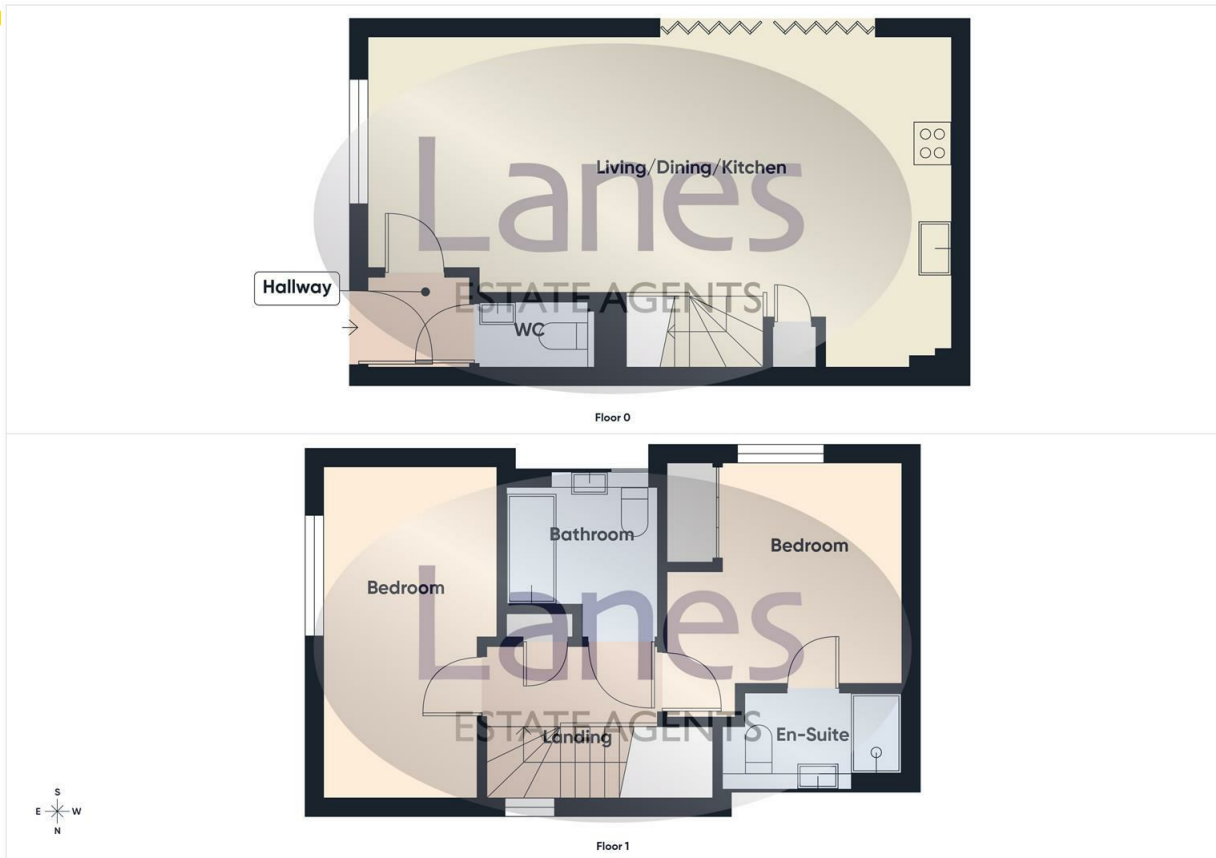 Living/Dining/Kitchen
Lanes
Hallway
ESTATE AGENTS
WC
Floor 0
Bathroom
Bedroom
Bedroom
Lanes
ESTATE AGENTS
En-Suite
Landing
S
E W
N
Floor 1